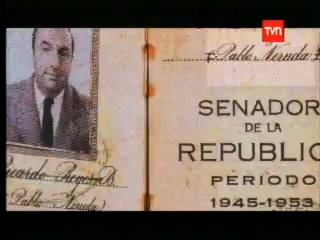 TVN
Pablo Neruda
SENADOR
DE LA
REPUBLIC
PERIODO
1945-1953
Ricardo Reyes B.
(Pablo Neruda)